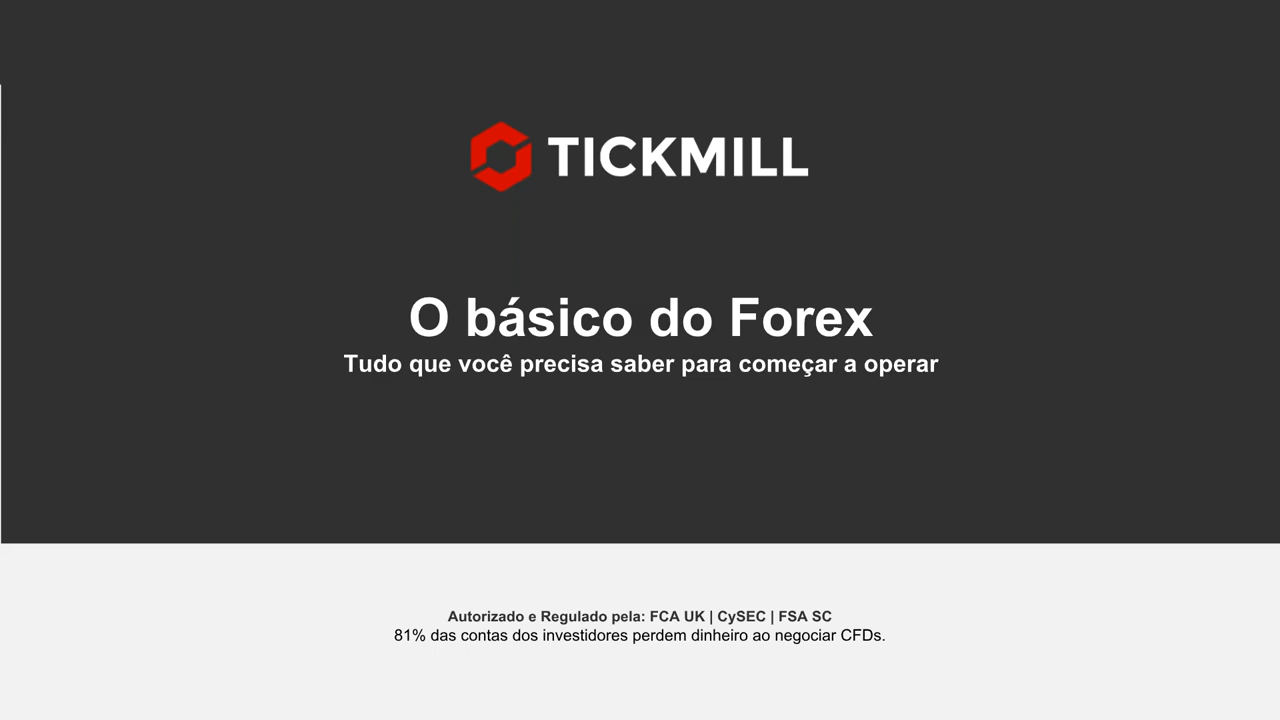 TICKMILL
O básico do Forex
Tudo que você precisa saber para começar a operar
Autorizado e Regulado pela: FCA UK | CySEC | FSA SC
81% das contas dos investidores perdem dinheiro ao negociar CFDs.